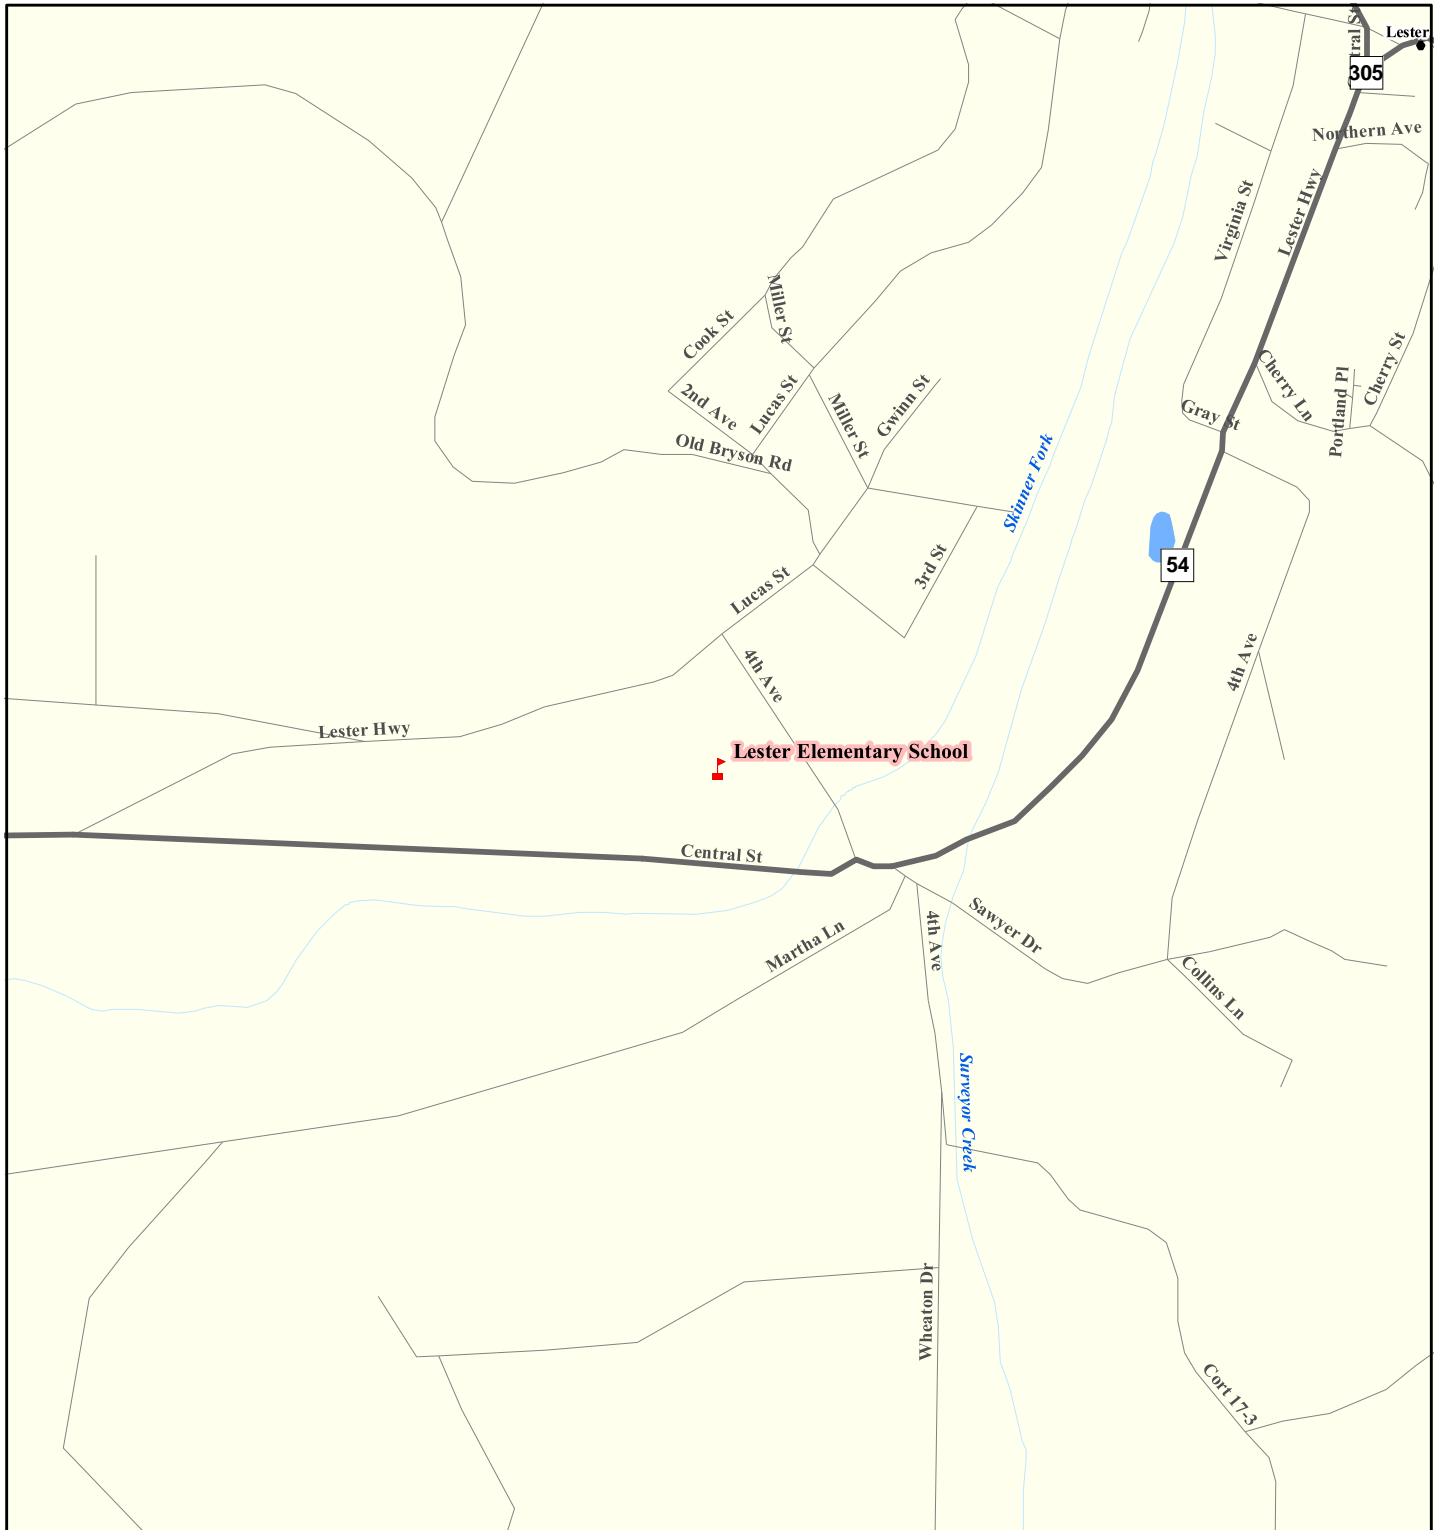 Central St
Lester
305
Northern Ave
Virginia St
Lester Hwy
Miller St
Cook St
Cherry St
Cherry Ln
Portland Pl
2nd Ave
Lucas St
Miller St
Gwinn St
Gray St
Old Bryson Rd
Skinner Fork
54
3rd St
Lucas St
4th Ave
4th Ave
Lester Hwy
Lester Elementary School
Central St
4th Ave
Sawyer Dr
Martha Ln
Collins Ln
Surveyor Creek
Wheaton Dr
Cort 17-3